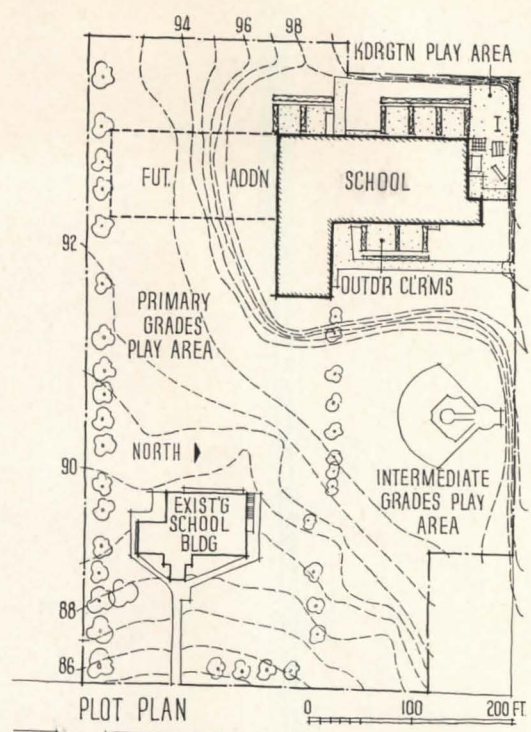 94 96 98
KDRGTN PLAY AREA
FUT. ADD'N
SCHOOL
92
OUTD'R CL'RMS
PRIMARY
GRADES
PLAY AREA
NORTH
90
INTERMEDIATE
GRADES PLAY
AREA
EXIST'G
SCHOOL
BLDG
88
86
PLOT PLAN
0 100 200 FT.